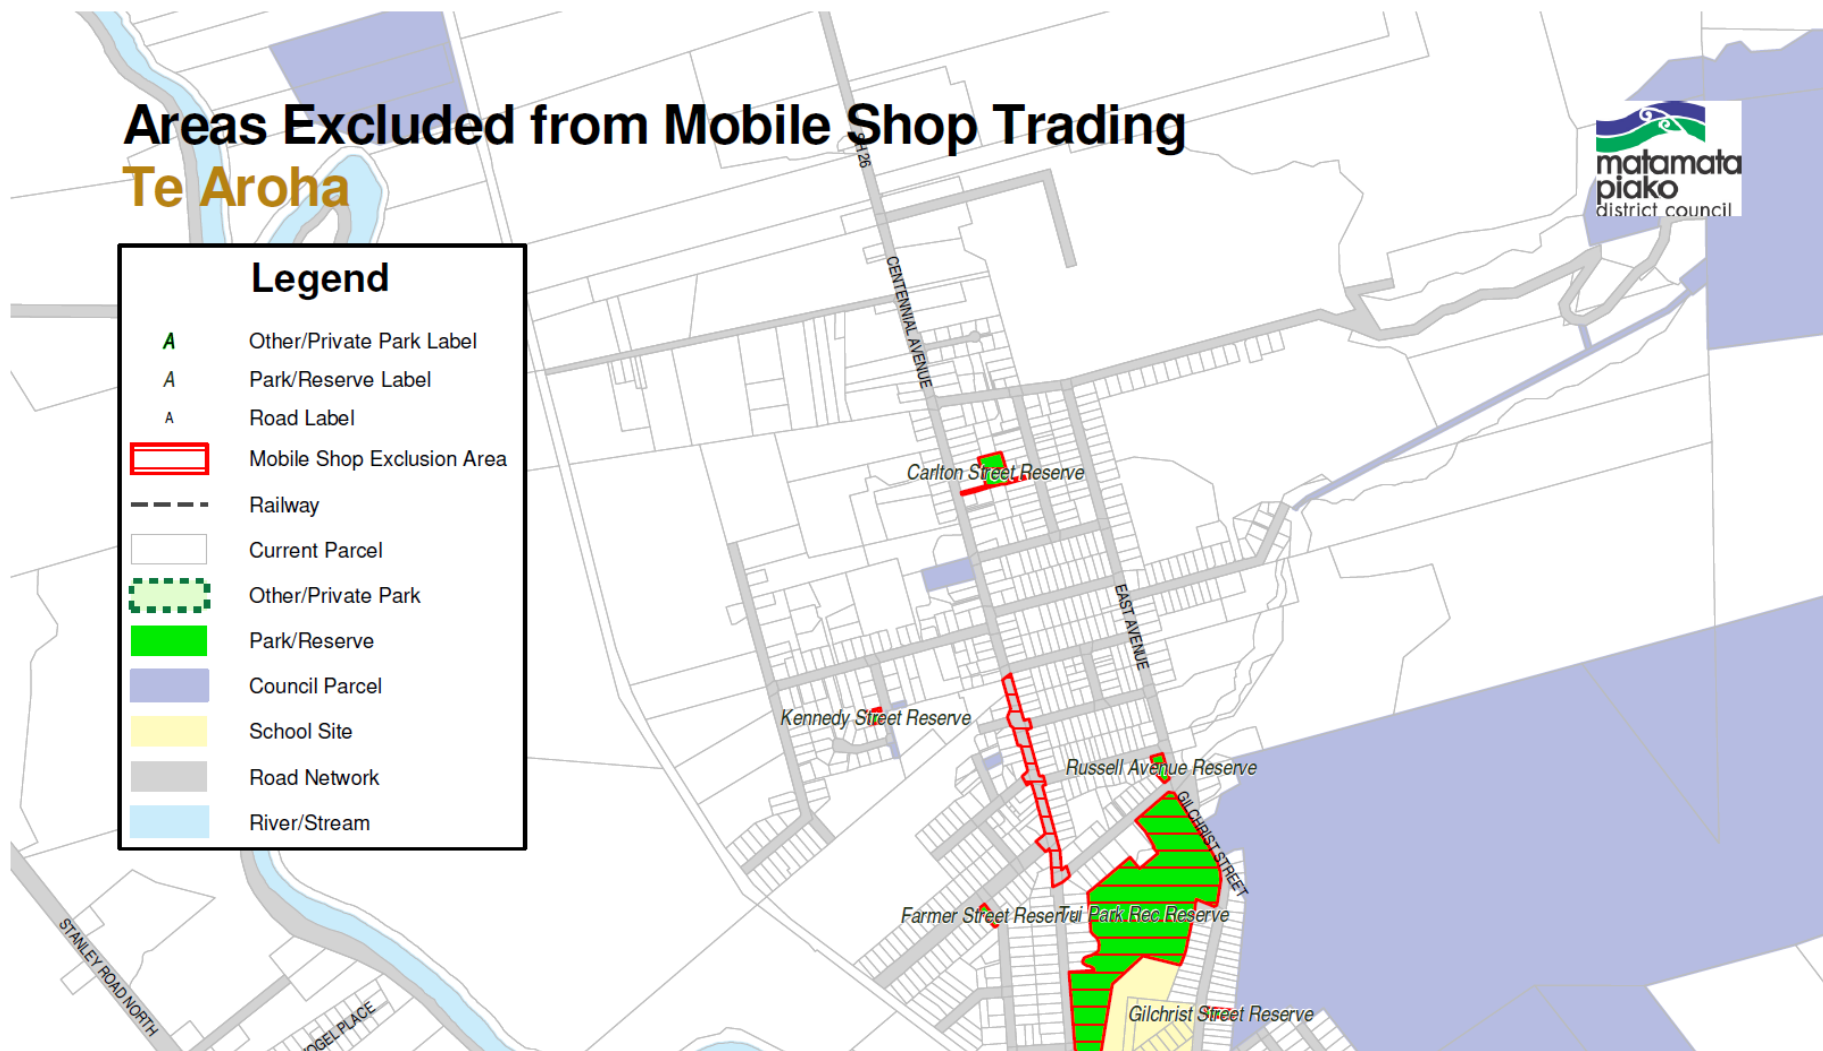 Areas Excluded from Mobile Shop Trading
Te Aroha
matamata
piako
district council
Legend
A Other/Private Park Label
A Park/Reserve Label
A Road Label
Mobile Shop Exclusion Area
Railway
Current Parcel
Other/Private Park
Park/Reserve
Council Parcel
School Site
Road Network
River/Stream
SH26
CENTENNIAL AVENUE
Carlton Street Reserve
EAST AVENUE
Kennedy Street Reserve
Russell Avenue Reserve
GILCHRIST STREET
Farmer Street Reserve
Tui Park Rec Reserve
STANLEY ROAD NORTH
Gilchrist Street Reserve